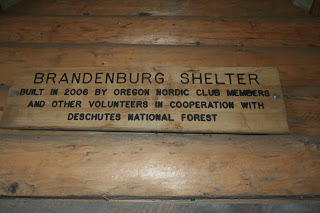 BRANDENBURG SHELTER
BUILT IN 2006 BY OREGON NORDIC CLUB MEMBERS
AND OTHER VOLUNTEERS IN COOPERATION WITH
DESCHUTES NATIONAL FOREST